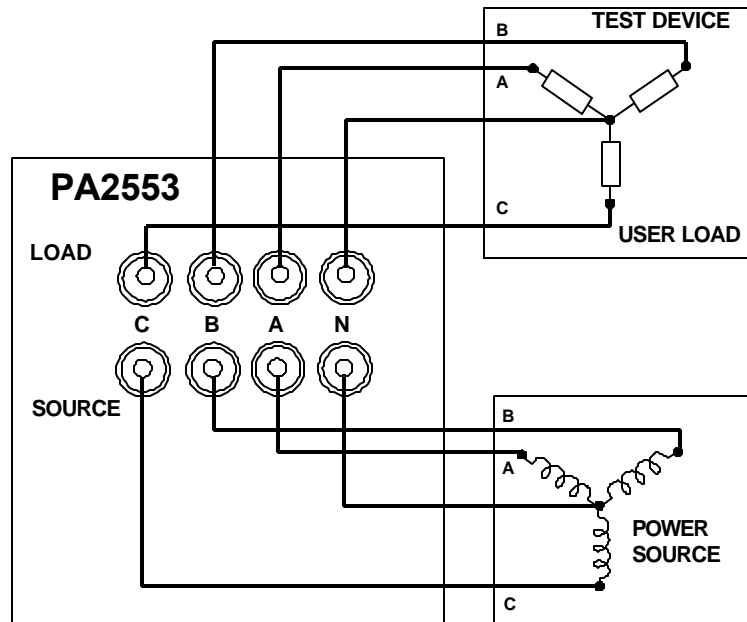 B
TEST DEVICE
A
PA2553
C
USER LOAD
LOAD
C B A N
SOURCE
B
A
POWER
SOURCE
C